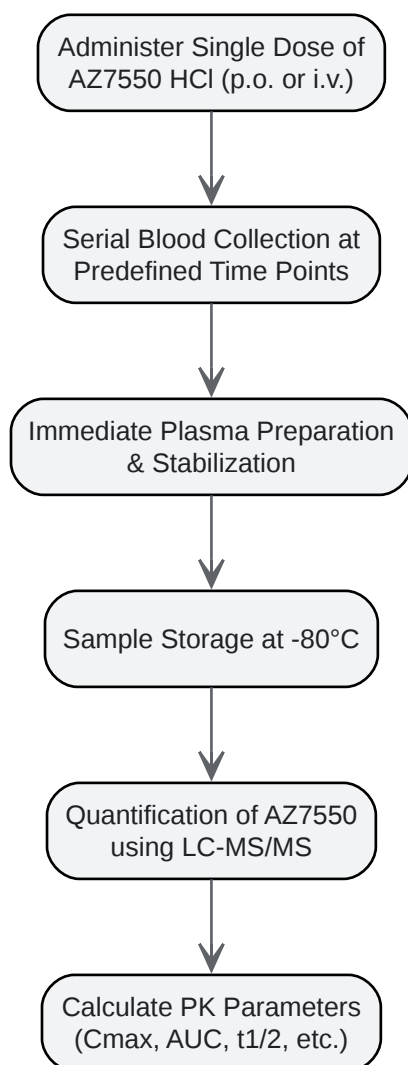 Administer Single Dose of
AZ7550 HCl (p.o. or i.v.)
Serial Blood Collection at
Predefined Time Points
Immediate Plasma Preparation
& Stabilization
Sample Storage at -80°C
Quantification of AZ7550
using LC-MS/MS
Calculate PK Parameters
(Cmax, AUC, t1/2, etc.)